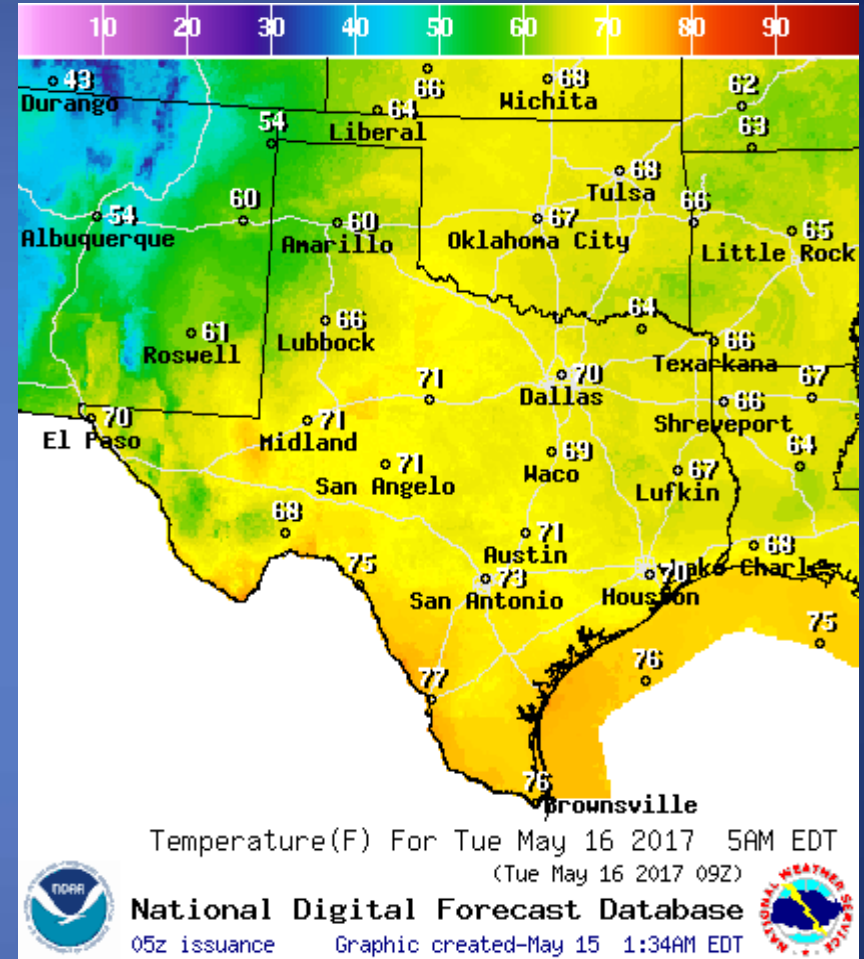 10 20 30 40 50 60 70 80 90
43 66 68
Durango Wichita 62
64
54 Liberal 63
68
Tulsa
54 60 60 67 66 65
Albuquerque Amarillo Oklahoma City Little Rock
61 66 64
Roswell Lubbock 66
Texarkana
71 70 67
Dallas 66
70 71 Shreveport
El Paso Midland 69 64
71 Waco 67
San Angelo Lufkin
68 71 68
Austin Lake Charles
75 73 70
San Antonio Houston
75
76
77
76
Brownsville
Temperature(F) For Tue May 16 2017 5AM EDT
(Tue May 16 2017 09Z)
National Digital Forecast Database
05z issuance Graphic created-May 15 1:34AM EDT
NOAA
NATIONAL WEATHER SERVICE